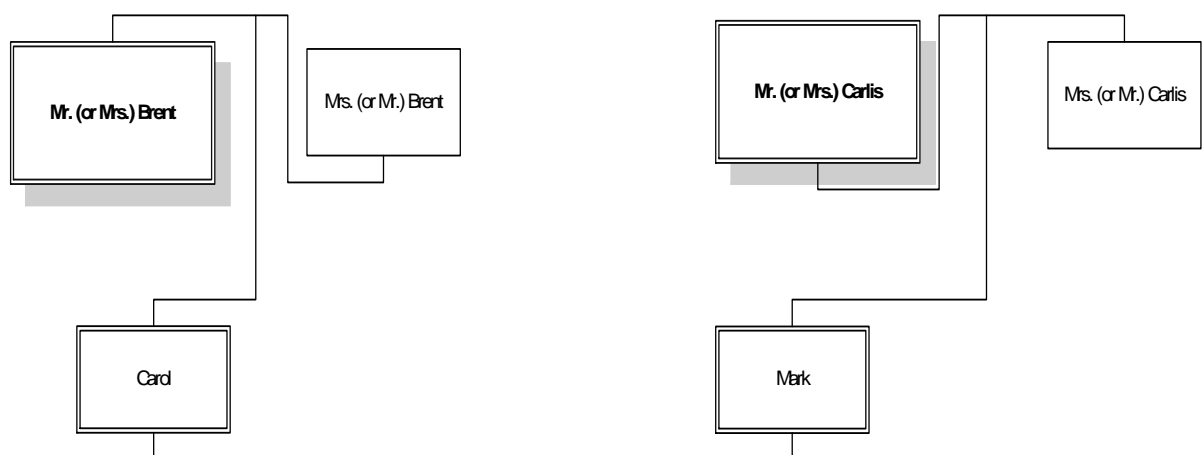 Mr. (or Mrs.) Brent
Mrs. (or Mr.) Brent
Mr. (or Mrs.) Carlis
Mrs. (or Mr.) Carlis
Carol
Mark